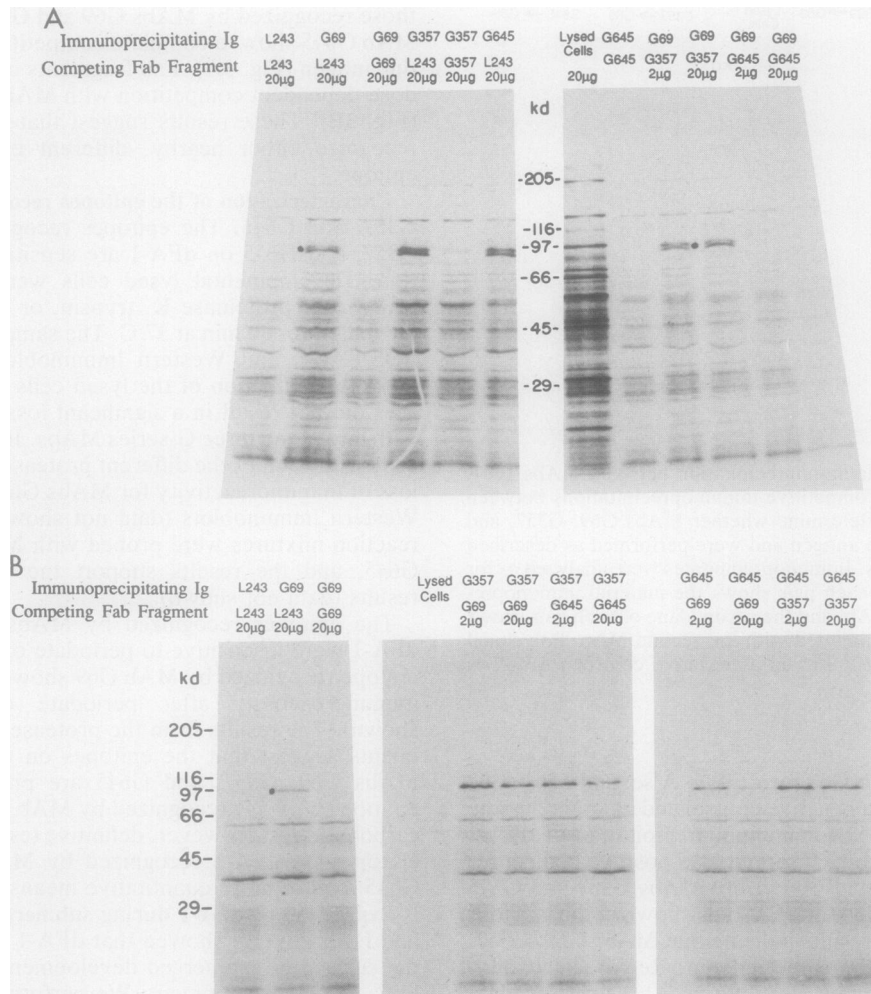 A
Immunoprecipitating Ig L243 G69 G69 G357 G357 G645
Competing Fab Fragment L243 L243 G69 L243 G357 L243
20µg 20µg 20µg 20µg 20µg 20µg
Lysed Cells G645 G69 G69 G69 G69
G645 G357 G357 G645 G645
20µg 2µg 20µg 2µg 20µg
kd
-205-
-116-
-97-
-66-
-45-
-29-
B
Immunoprecipitating Ig L243 G69 G69
Competing Fab Fragment L243 L243 G69
20µg 20µg 20µg
Lysed Cells G357 G357 G357 G357
G69 G69 G645 G645
2µg 20µg 2µg 20µg
G645 G645 G645 G645
G69 G69 G357 G357
2µg 20µg 2µg 20µg
kd
205-
116-
97-
66-
45-
29-